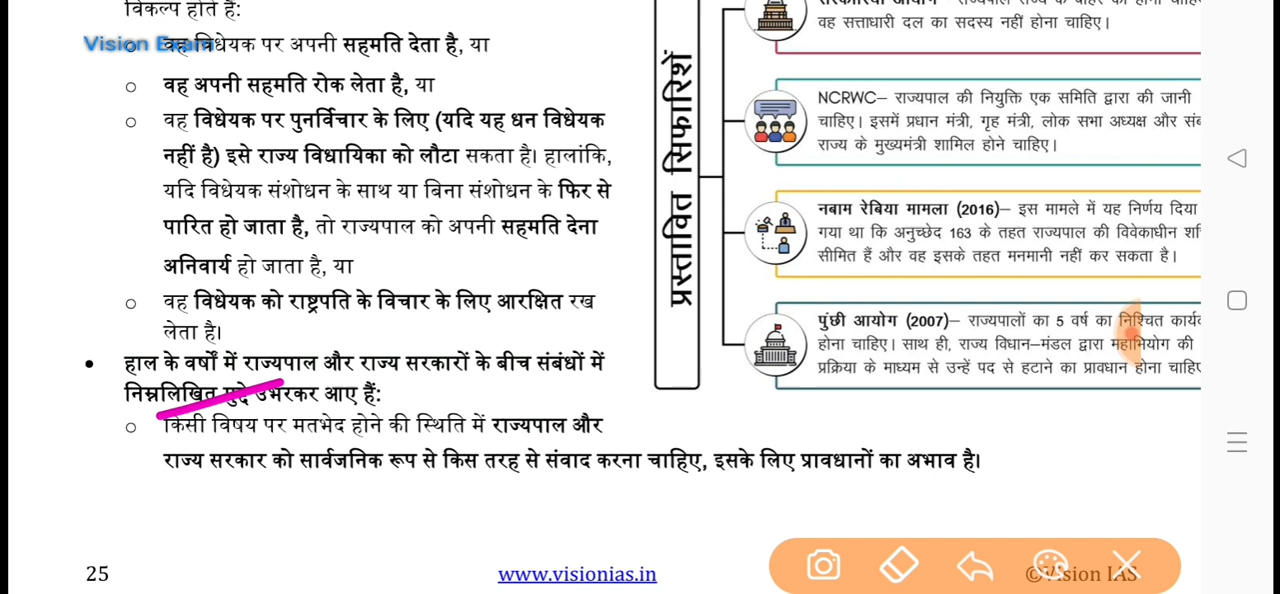 विकल्प होते हैं:
Vision Exam
○ वह विधेयक पर अपनी सहमति देता है, या
○ वह अपनी सहमति रोक लेता है, या
○ वह विधेयक पर पुनर्विचार के लिए (यदि यह धन विधेयक
नहीं है) इसे राज्य विधायिका को लौटा सकता है। हालांकि,
यदि विधेयक संशोधन के साथ या बिना संशोधन के फिर से
पारित हो जाता है, तो राज्यपाल को अपनी सहमति देना
अनिवार्य हो जाता है, या
○ वह विधेयक को राष्ट्रपति के विचार के लिए आरक्षित रख
लेता है।
• हाल के वर्षों में राज्यपाल और राज्य सरकारों के बीच संबंधों में
निम्नलिखित मुद्दे उभरकर आए हैं:
○ किसी विषय पर मतभेद होने की स्थिति में राज्यपाल और
राज्य सरकार को सार्वजनिक रूप से किस तरह से संवाद करना चाहिए, इसके लिए प्रावधानों का अभाव है।
प्रस्तावित सिफारिशें
वह सत्ताधारी दल का सदस्य नहीं होना चाहिए।
NCRWC– राज्यपाल की नियुक्ति एक समिति द्वारा की जानी
चाहिए। इसमें प्रधान मंत्री, गृह मंत्री, लोक सभा अध्यक्ष और
राज्य के मुख्यमंत्री शामिल होने चाहिए।
नबाम रेबिया मामला (2016)– इस मामले में यह निर्णय दिया
गया था कि अनुच्छेद 163 के तहत राज्यपाल की विवेकाधीन
सीमित हैं और वह इसके तहत मनमानी नहीं कर सकता है।
पुंछी आयोग (2007)– राज्यपालों का 5 वर्ष का निश्चित
होना चाहिए। साथ ही, राज्य विधान–मंडल द्वारा महाभियोग की
प्रक्रिया के माध्यम से उन्हें पद से हटाने का प्रावधान होना
25
www.visionias.in
©Vision IAS